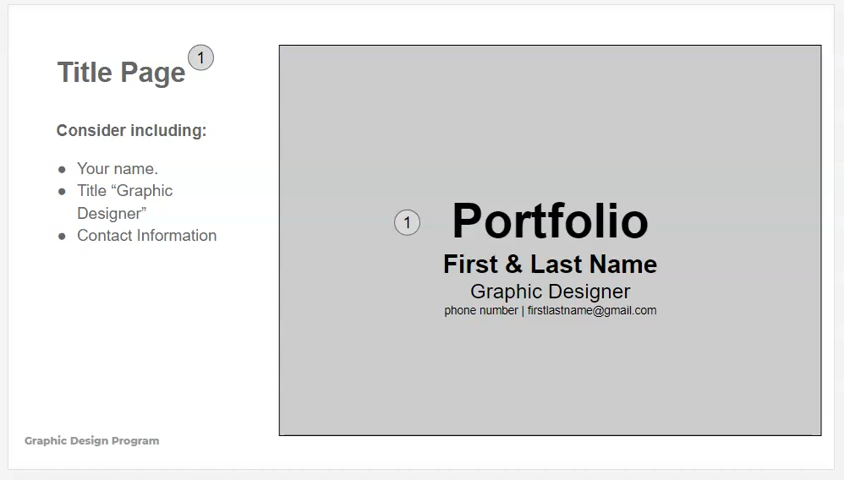 Title Page 1
Consider including:
● Your name.
● Title “Graphic
Designer”
● Contact Information
1 Portfolio
First & Last Name
Graphic Designer
phone number | firstlastname@gmail.com
Graphic Design Program